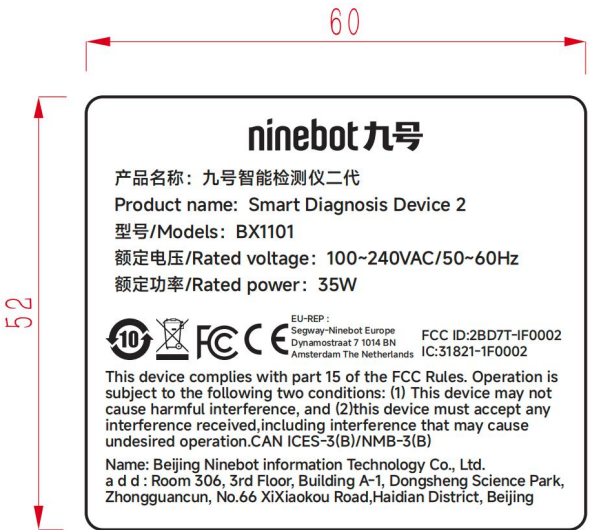 60
52
ninebot 九号
产品名称：九号智能检测仪二代
Product name: Smart Diagnosis Device 2
型号/Models：BX1101
额定电压/Rated voltage：100~240VAC/50~60Hz
额定功率/Rated power：35W
10
FC CE
EU-REP :
Segway-Ninebot Europe
Dynamostraat 7 1014 BN
Amsterdam The Netherlands
FCC ID:2BD7T-IF0002
IC:31821-1F0002
This device complies with part 15 of the FCC Rules. Operation is
subject to the following two conditions: (1) This device may not
cause harmful interference, and (2)this device must accept any
interference received,including interference that may cause
undesired operation.CAN ICES-3(B)/NMB-3(B)
Name: Beijing Ninebot information Technology Co., Ltd.
a d d : Room 306, 3rd Floor, Building A-1, Dongsheng Science Park,
Zhongguancun, No.66 XiXiaokou Road,Haidian District, Beijing